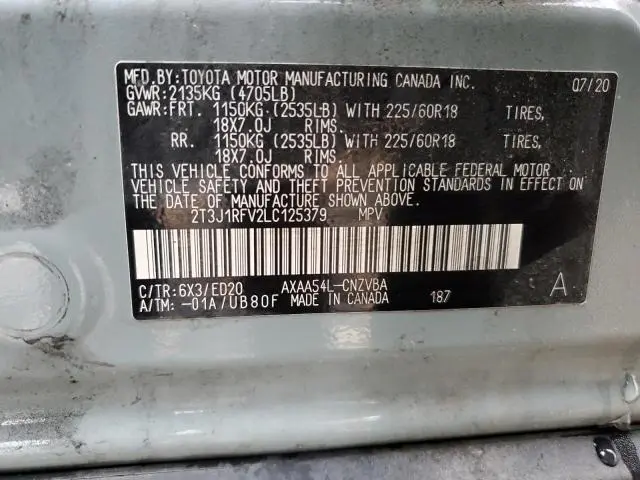 MFD.BY:TOYOTA MOTOR MANUFACTURING CANADA INC. 07/20
GVWR:2135KG (4705LB)
GAWR:FRT. 1150KG (2535LB) WITH 225/60R18 TIRES,
18X7.0J RIMS.
RR. 1150KG (2535LB) WITH 225/60R18 TIRES,
18X7.0J RIMS.
THIS VEHICLE CONFORMS TO ALL APPLICABLE FEDERAL MOTOR
VEHICLE SAFETY AND THEFT PREVENTION STANDARDS IN EFFECT ON
THE DATE OF MANUFACTURE SHOWN ABOVE.
2T3J1RFV2LC125379 MPV
C/TR:6X3/ED20 AXAA54L-CNZVBA
A/TM: -01A/UB80F MADE IN CANADA 187 A